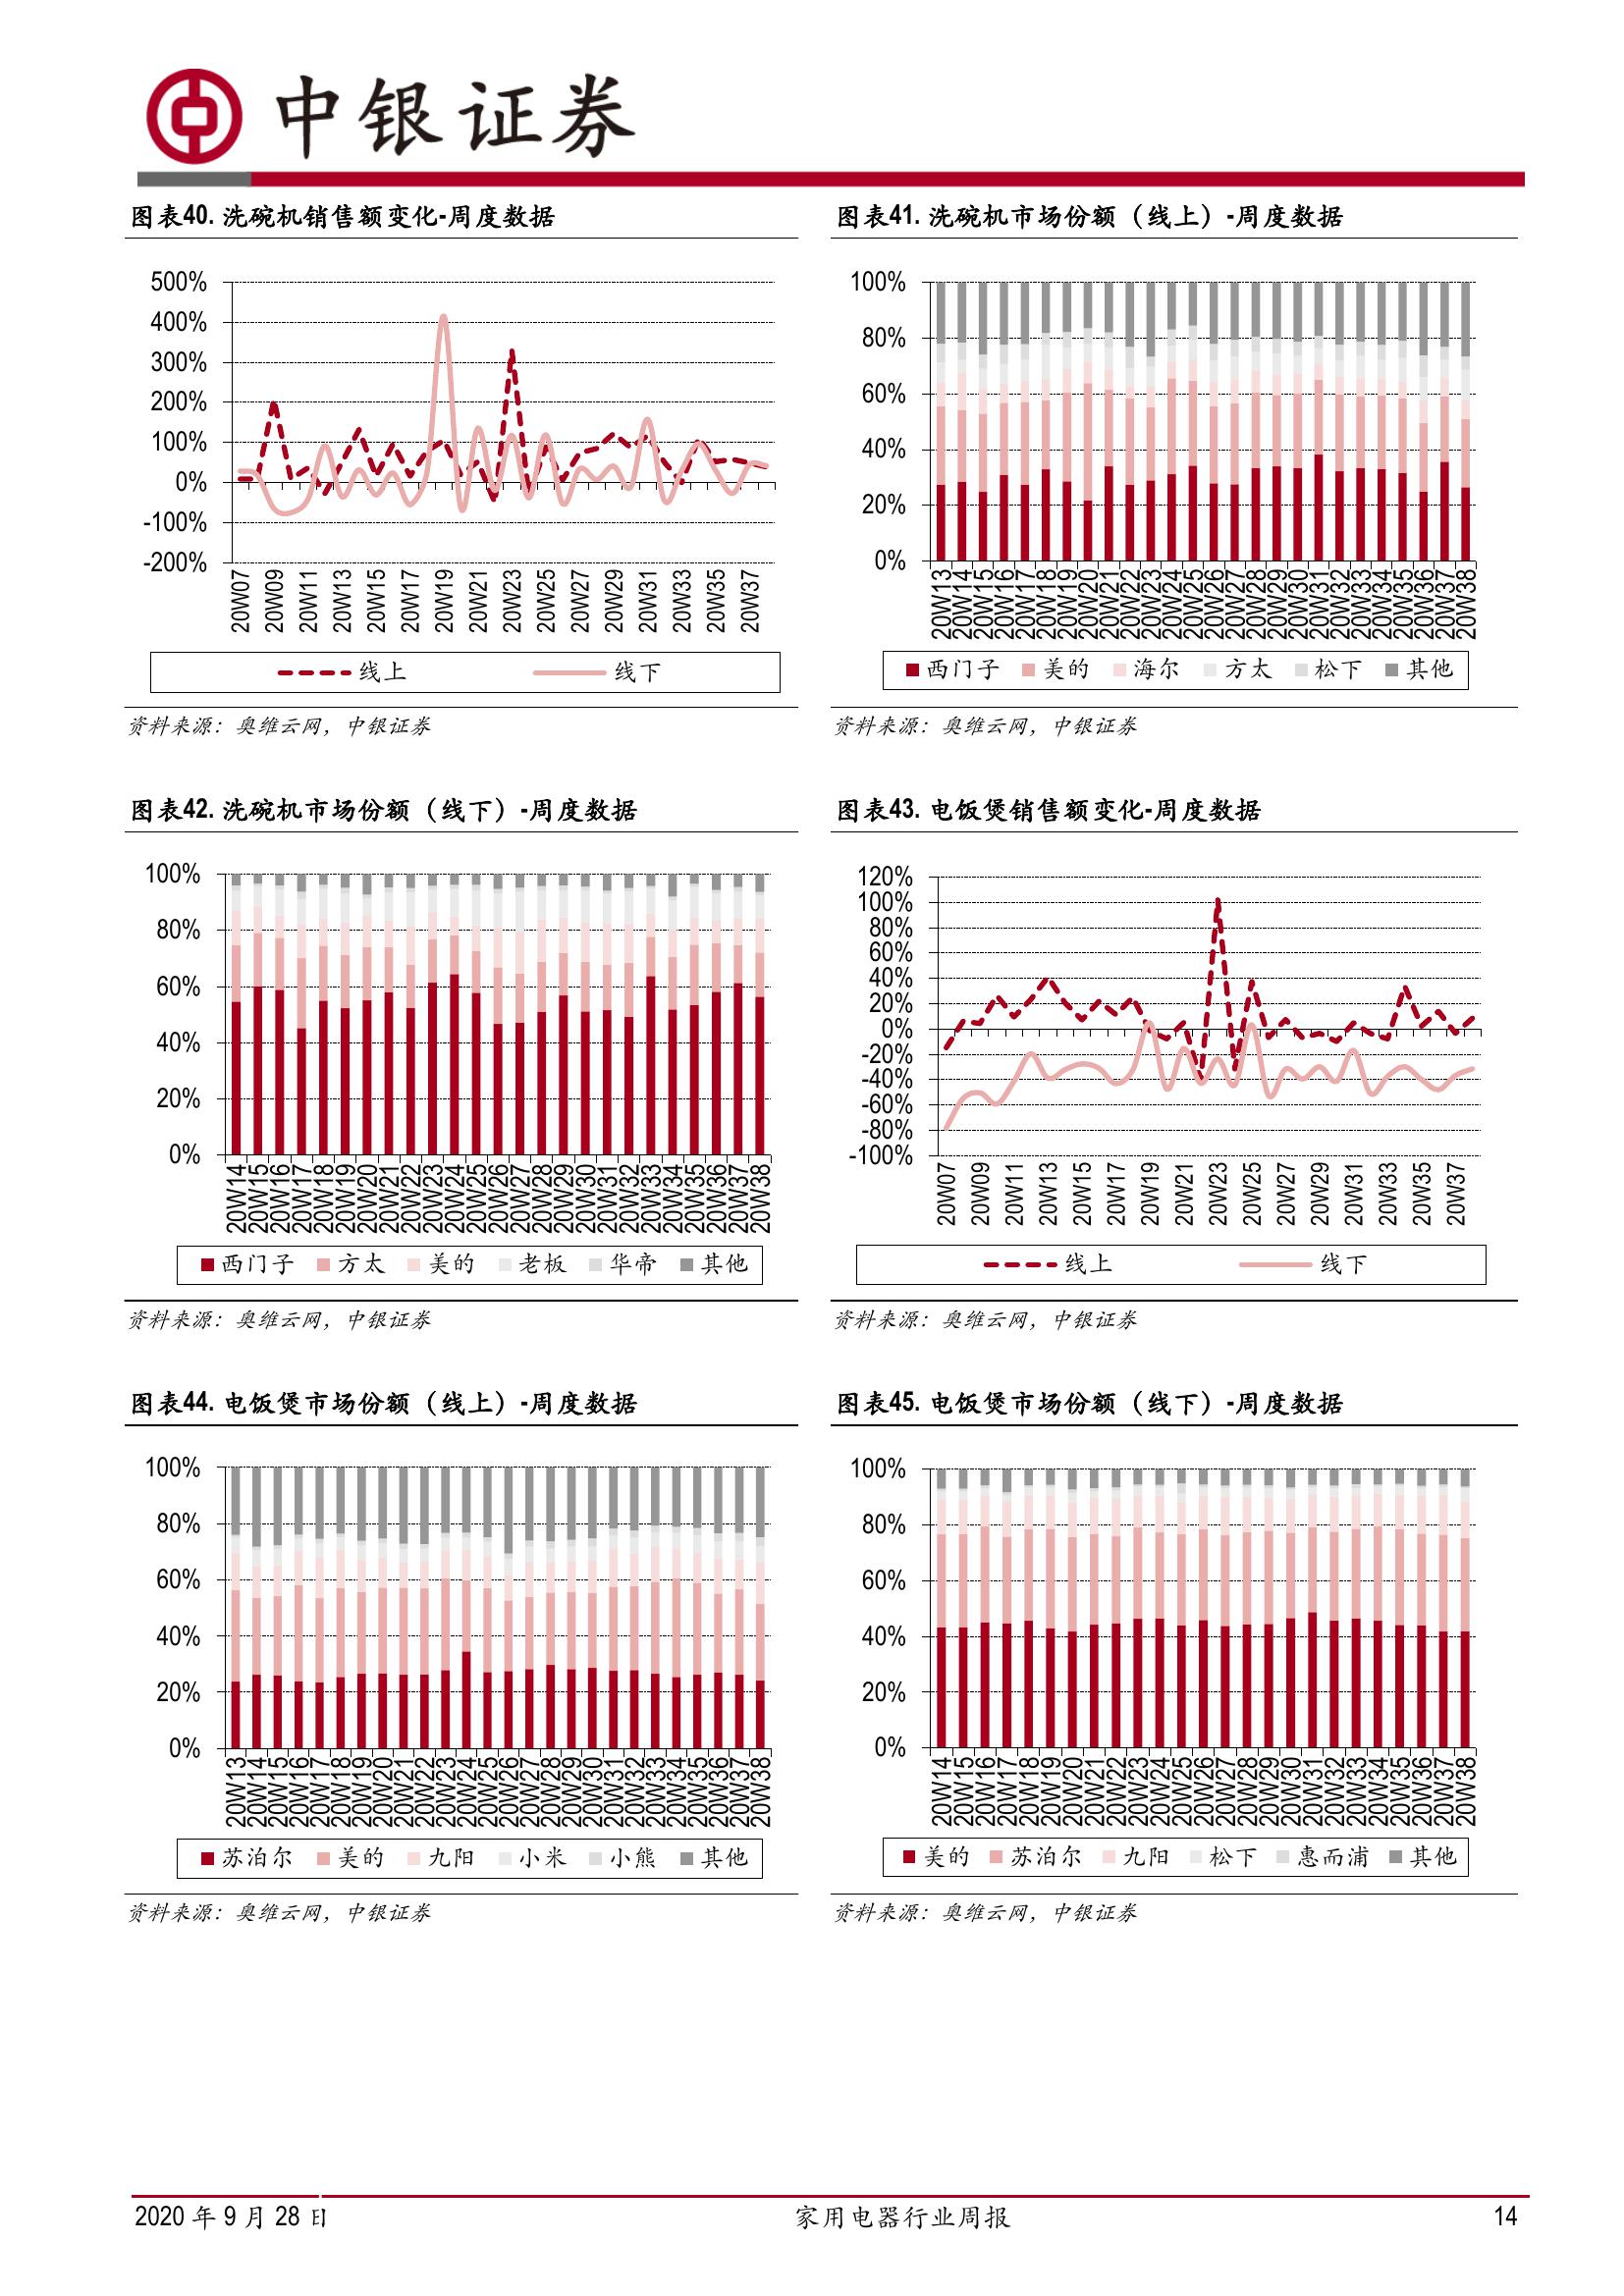 中银证券
图表40. 洗碗机销售额变化-周度数据
500%
400%
300%
200%
100%
0%
-100%
-200%
20W07 20W09 20W11 20W13 20W15 20W17 20W19 20W21 20W23 20W25 20W27 20W29 20W31 20W33 20W35 20W37
线上 线下
资料来源：奥维云网，中银证券
图表41. 洗碗机市场份额（线上）-周度数据
100%
80%
60%
40%
20%
0%
20W13 20W14 20W15 20W16 20W17 20W18 20W19 20W20 20W21 20W22 20W23 20W24 20W25 20W26 20W27 20W28 20W29 20W30 20W31 20W32 20W33 20W34 20W35 20W36 20W37 20W38
西门子 美的 海尔 方太 松下 其他
资料来源：奥维云网，中银证券
图表42. 洗碗机市场份额（线下）-周度数据
100%
80%
60%
40%
20%
0%
20W14 20W15 20W16 20W17 20W18 20W19 20W20 20W21 20W22 20W23 20W24 20W25 20W26 20W27 20W28 20W29 20W30 20W31 20W32 20W33 20W34 20W35 20W36 20W37 20W38
西门子 方太 美的 老板 华帝 其他
资料来源：奥维云网，中银证券
图表43. 电饭煲销售额变化-周度数据
120%
100%
80%
60%
40%
20%
0%
-20%
-40%
-60%
-80%
-100%
20W07 20W09 20W11 20W13 20W15 20W17 20W19 20W21 20W23 20W25 20W27 20W29 20W31 20W33 20W35 20W37
线上 线下
资料来源：奥维云网，中银证券
图表44. 电饭煲市场份额（线上）-周度数据
100%
80%
60%
40%
20%
0%
20W13 20W14 20W15 20W16 20W17 20W18 20W19 20W20 20W21 20W22 20W23 20W24 20W25 20W26 20W27 20W28 20W29 20W30 20W31 20W32 20W33 20W34 20W35 20W36 20W37 20W38
苏泊尔 美的 九阳 小米 小熊 其他
资料来源：奥维云网，中银证券
图表45. 电饭煲市场份额（线下）-周度数据
100%
80%
60%
40%
20%
0%
20W14 20W15 20W16 20W17 20W18 20W19 20W20 20W21 20W22 20W23 20W24 20W25 20W26 20W27 20W28 20W29 20W30 20W31 20W32 20W33 20W34 20W35 20W36 20W37 20W38
美的 苏泊尔 九阳 松下 惠而浦 其他
资料来源：奥维云网，中银证券
2020 年 9 月 28 日 家用电器行业周报 14